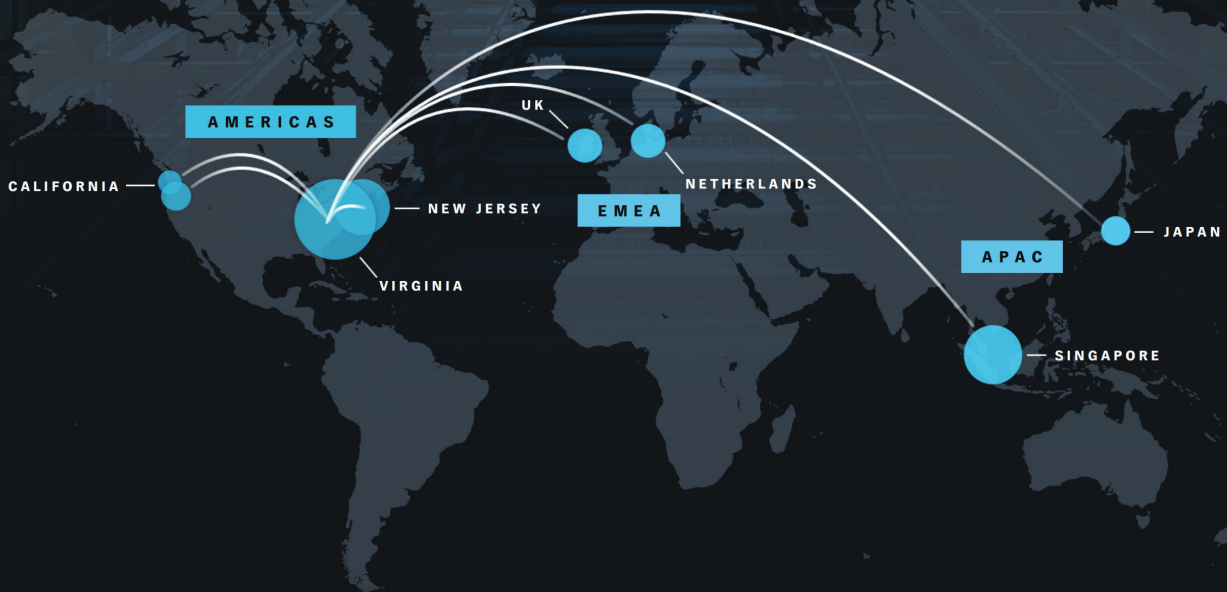 AMERICAS
UK
CALIFORNIA
NETHERLANDS
NEW JERSEY
EMEA
JAPAN
APAC
VIRGINIA
SINGAPORE